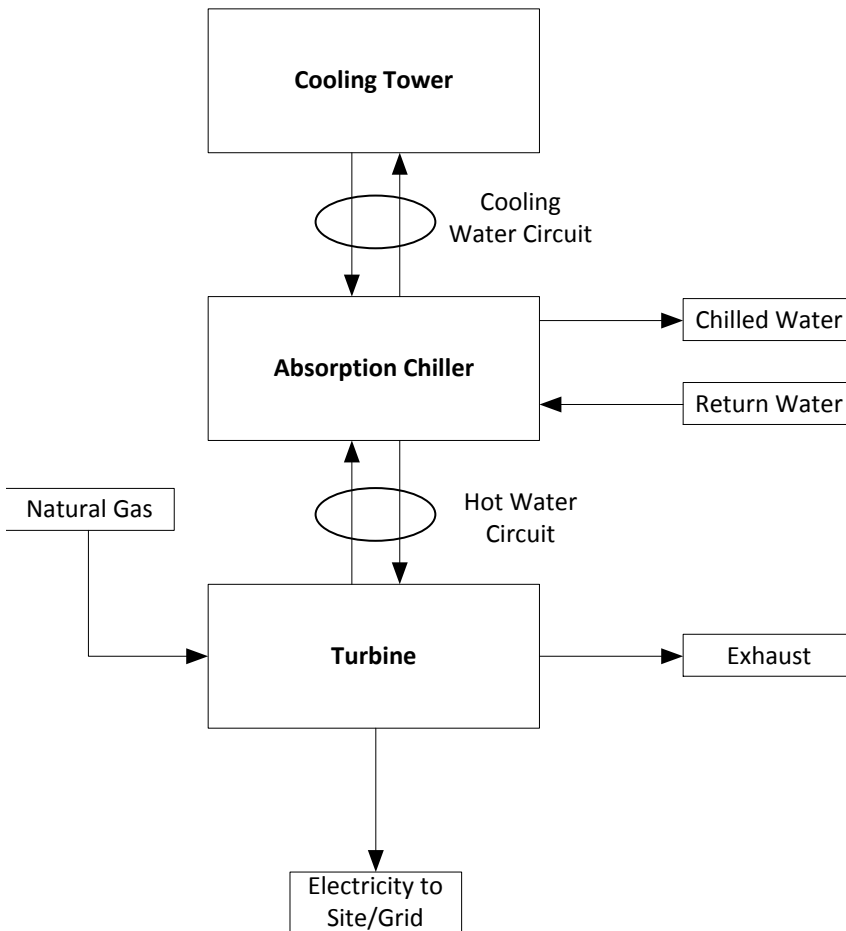 Cooling Tower
Cooling
Water Circuit
Chilled Water
Absorption Chiller
Return Water
Natural Gas
Hot Water
Circuit
Turbine
Exhaust
Electricity to
Site/Grid